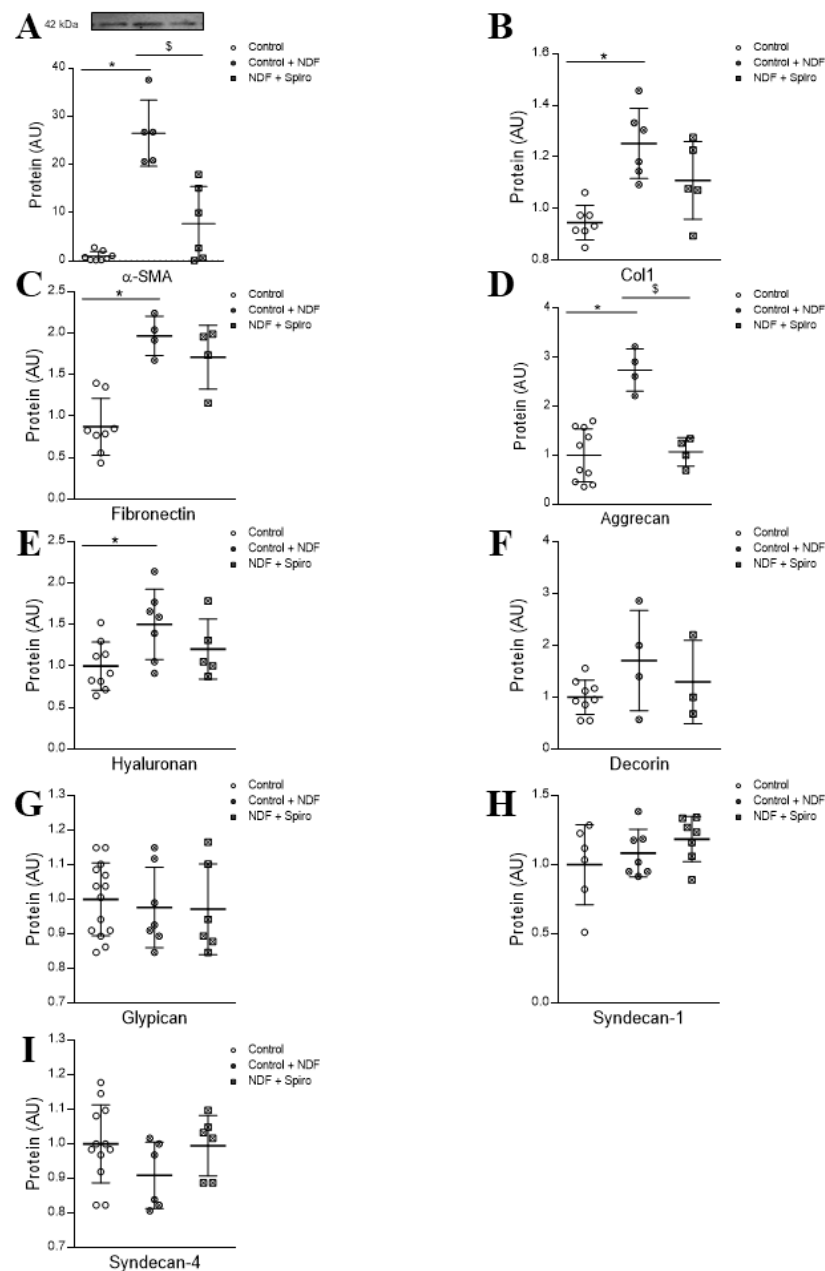 A
42 kDa
$
*
Control
Control + NDF
NDF + Spiro
40
30
20
10
0
Protein (AU)
α-SMA
B
*
Control
Control + NDF
NDF + Spiro
1.6
1.4
1.2
1.0
0.8
Protein (AU)
Col1
C
*
Control
Control + NDF
NDF + Spiro
2.5
2.0
1.5
1.0
0.5
0.0
Protein (AU)
Fibronectin
D
*
$
Control
Control + NDF
NDF + Spiro
4
3
2
1
0
Protein (AU)
Aggrecan
E
*
Control
Control + NDF
NDF + Spiro
2.5
2.0
1.5
1.0
0.5
0.0
Protein (AU)
Hyaluronan
F
Control
Control + NDF
NDF + Spiro
4
3
2
1
0
Protein (AU)
Decorin
G
Control
Control + NDF
NDF + Spiro
1.3
1.2
1.1
1.0
0.9
0.8
0.7
Protein (AU)
Glypican
H
Control
Control + NDF
NDF + Spiro
1.5
1.0
0.5
0.0
Protein (AU)
Syndecan-1
I
Control
Control + NDF
NDF + Spiro
1.3
1.2
1.1
1.0
0.9
0.8
0.7
Protein (AU)
Syndecan-4